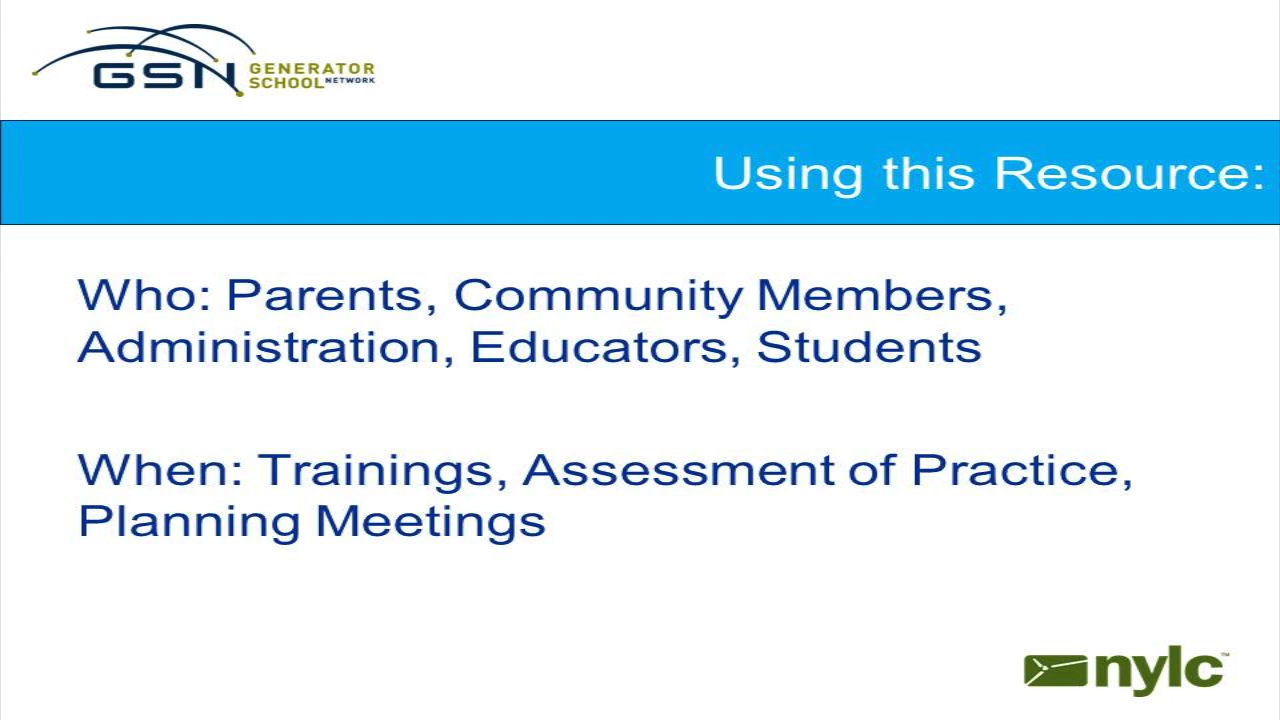 GSN GENERATOR
SCHOOL NETWORK
Using this Resource:
Who: Parents, Community Members,
Administration, Educators, Students
When: Trainings, Assessment of Practice,
Planning Meetings
nylc™